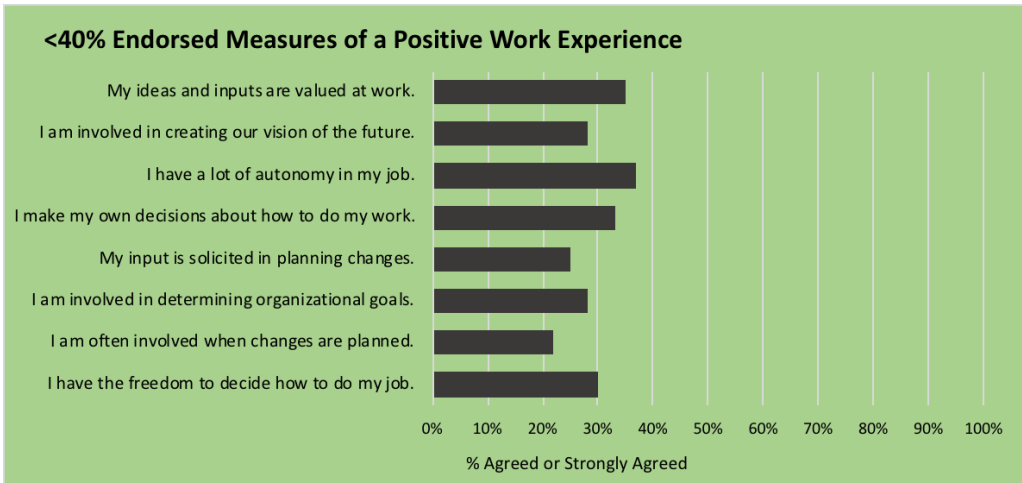 <40% Endorsed Measures of a Positive Work Experience
My ideas and inputs are valued at work.
I am involved in creating our vision of the future.
I have a lot of autonomy in my job.
I make my own decisions about how to do my work.
My input is solicited in planning changes.
I am involved in determining organizational goals.
I am often involved when changes are planned.
I have the freedom to decide how to do my job.
0% 10% 20% 30% 40% 50% 60% 70% 80% 90% 100%
% Agreed or Strongly Agreed